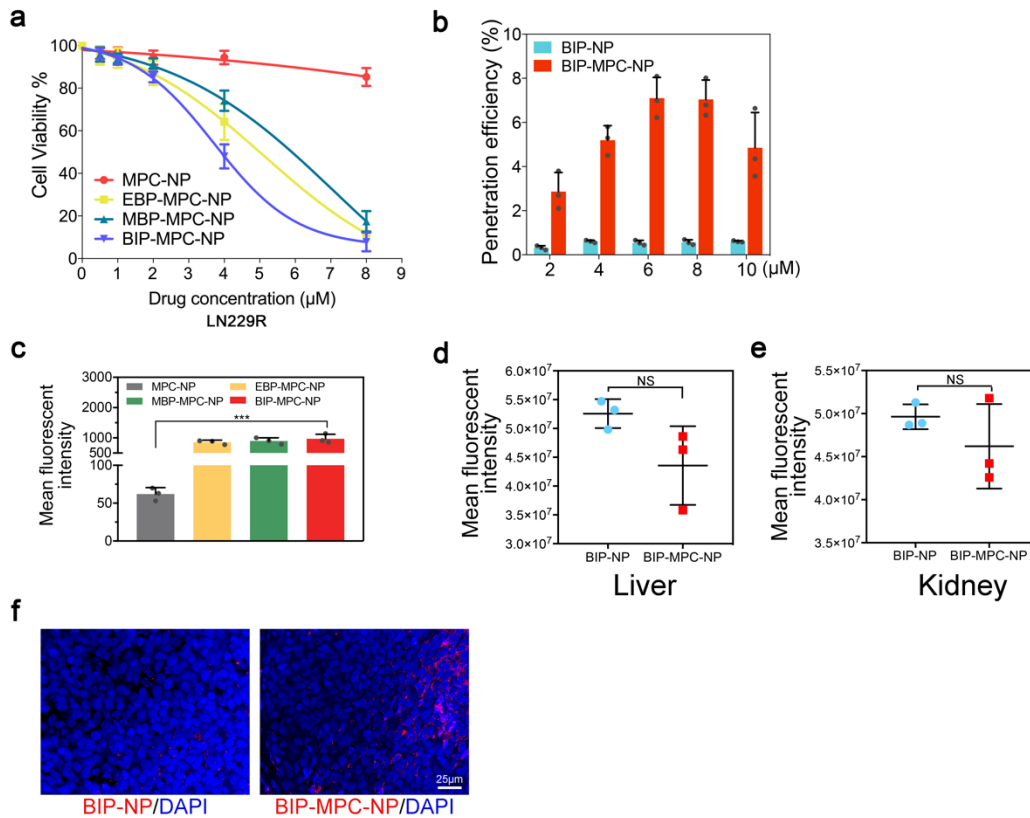 a
Cell Viability %
100
80
60
40
20
0
0 1 2 3 4 5 6 7 8 9
MPC-NP
EBP-MPC-NP
MBP-MPC-NP
BIP-MPC-NP
Drug concentration (µM)
LN229R
b
Penetration efficiency (%)
10
8
6
4
2
0
BIP-NP
BIP-MPC-NP
2 4 6 8 10 (µM)
c
Mean fluorescent
intensity
3000
2000
1000
500
100
50
0
MPC-NP EBP-MPC-NP
MBP-MPC-NP BIP-MPC-NP
***
d
Mean fluorescent
intensity
6.0×10⁷
5.5×10⁷
5.0×10⁷
4.5×10⁷
4.0×10⁷
3.5×10⁷
3.0×10⁷
NS
BIP-NP BIP-MPC-NP
Liver
e
Mean fluorescent
intensity
5.5×10⁷
5.0×10⁷
4.5×10⁷
4.0×10⁷
3.5×10⁷
NS
BIP-NP BIP-MPC-NP
Kidney
f
25µm
BIP-NP/DAPI BIP-MPC-NP/DAPI